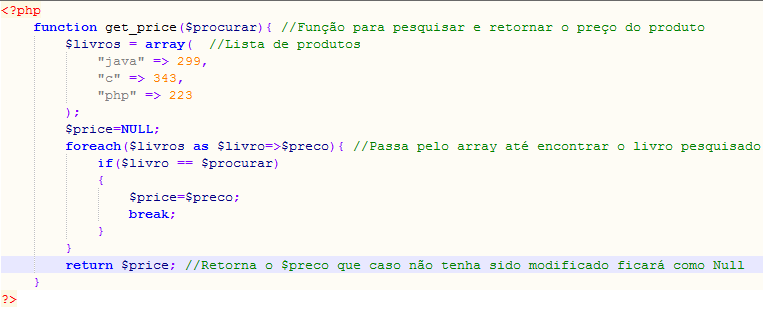 <?php
function get_price($procurar){ //Função para pesquisar e retornar o preço do produto
$livros = array(  //Lista de produtos
"java" => 299,
"c" => 343,
"php" => 223
);
$price=NULL;
foreach($livros as $livro=>$preco){ //Passa pelo array até encontrar o livro pesquisado
if($livro == $procurar)
{
$price=$preco;
break;
}
}
return $price; //Retorna o $preco que caso não tenha sido modificado ficará como Null
}
?>